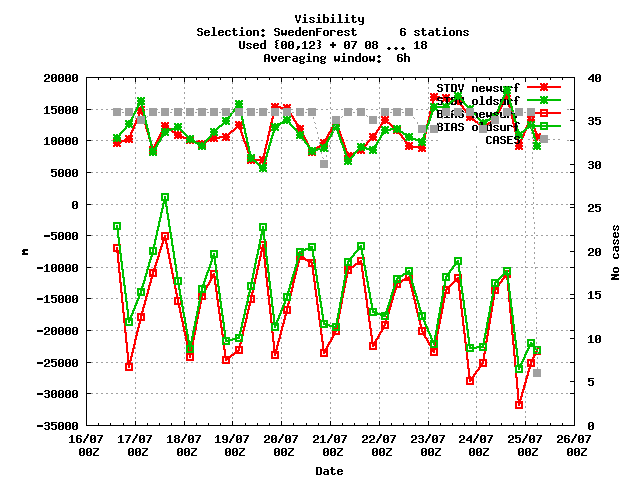 Visibility
Selection: SwedenForest 6 stations
Used {00,12} + 07 08 ... 18
Averaging window: 6h
20000
15000
10000
5000
0
-5000
-10000
-15000
-20000
-25000
-30000
-35000
m
40
35
30
25
20
15
10
5
0
No cases
STDV newsurf
STDV oldsurf
BIAS newsurf
BIAS oldsurf
CASES
16/07 17/07 18/07 19/07 20/07 21/07 22/07 23/07 24/07 25/07 26/07
00Z 00Z 00Z 00Z 00Z 00Z 00Z 00Z 00Z 00Z 00Z
Date